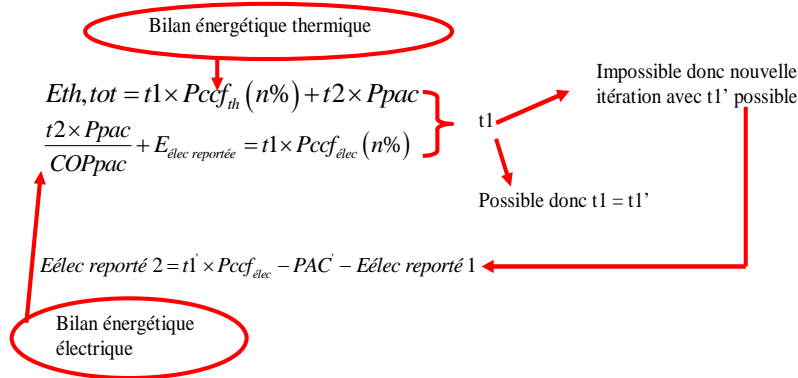 Bilan énergétique thermique
Eth,tot = t1 × Pccf_th (n%) + t2 × Ppac
t2 × Ppac / COPpac + E_élec reportée = t1 × Pccf_élec (n%)
t1
Impossible donc nouvelle
itération avec t1’ possible
Possible donc t1 = t1’
Eélec reporté 2 = t1' × Pccf_élec − PAC' − Eélec reporté 1
Bilan énergétique
électrique